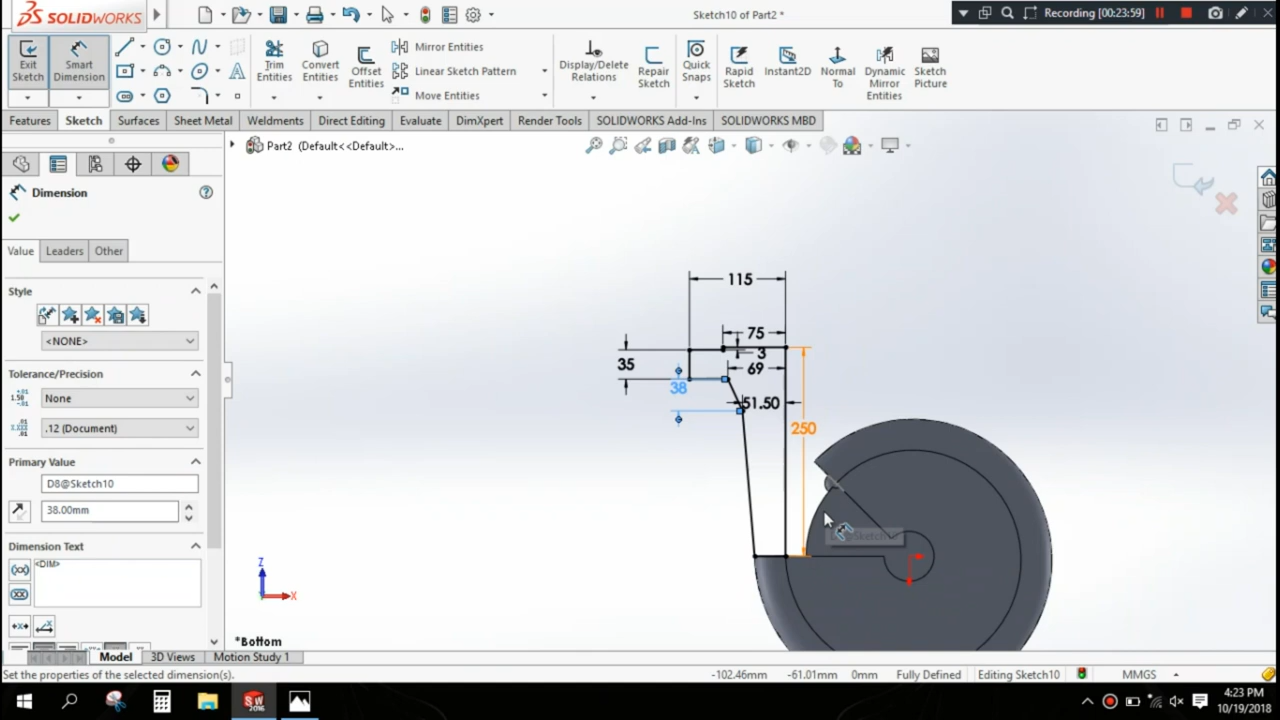 SOLIDWORKS
Sketch10 of Part2 *
Recording [00:23:59]
Exit Sketch
Smart Dimension
Trim Entities
Convert Entities
Offset Entities
Mirror Entities
Linear Sketch Pattern
Move Entities
Display/Delete Relations
Repair Sketch
Quick Snaps
Rapid Sketch
Instant2D
Normal To
Dynamic Mirror Entities
Sketch Picture
Features
Sketch
Surfaces
Sheet Metal
Weldments
Direct Editing
Evaluate
DimXpert
Render Tools
SOLIDWORKS Add-Ins
SOLIDWORKS MBD
Part2 (Default<<Default>...
Dimension
Value
Leaders
Other
Style
<NONE>
Tolerance/Precision
None
.12 (Document)
Primary Value
D8@Sketch10
38.00mm
Dimension Text
<DIM>
115
75
3
35
69
38
51.50
250
Z
X
*Bottom
Model
3D Views
Motion Study 1
Set the properties of the selected dimension(s).
-102.46mm
-61.01mm
0mm
Fully Defined
Editing Sketch10
MMGS
4:23 PM
10/19/2018